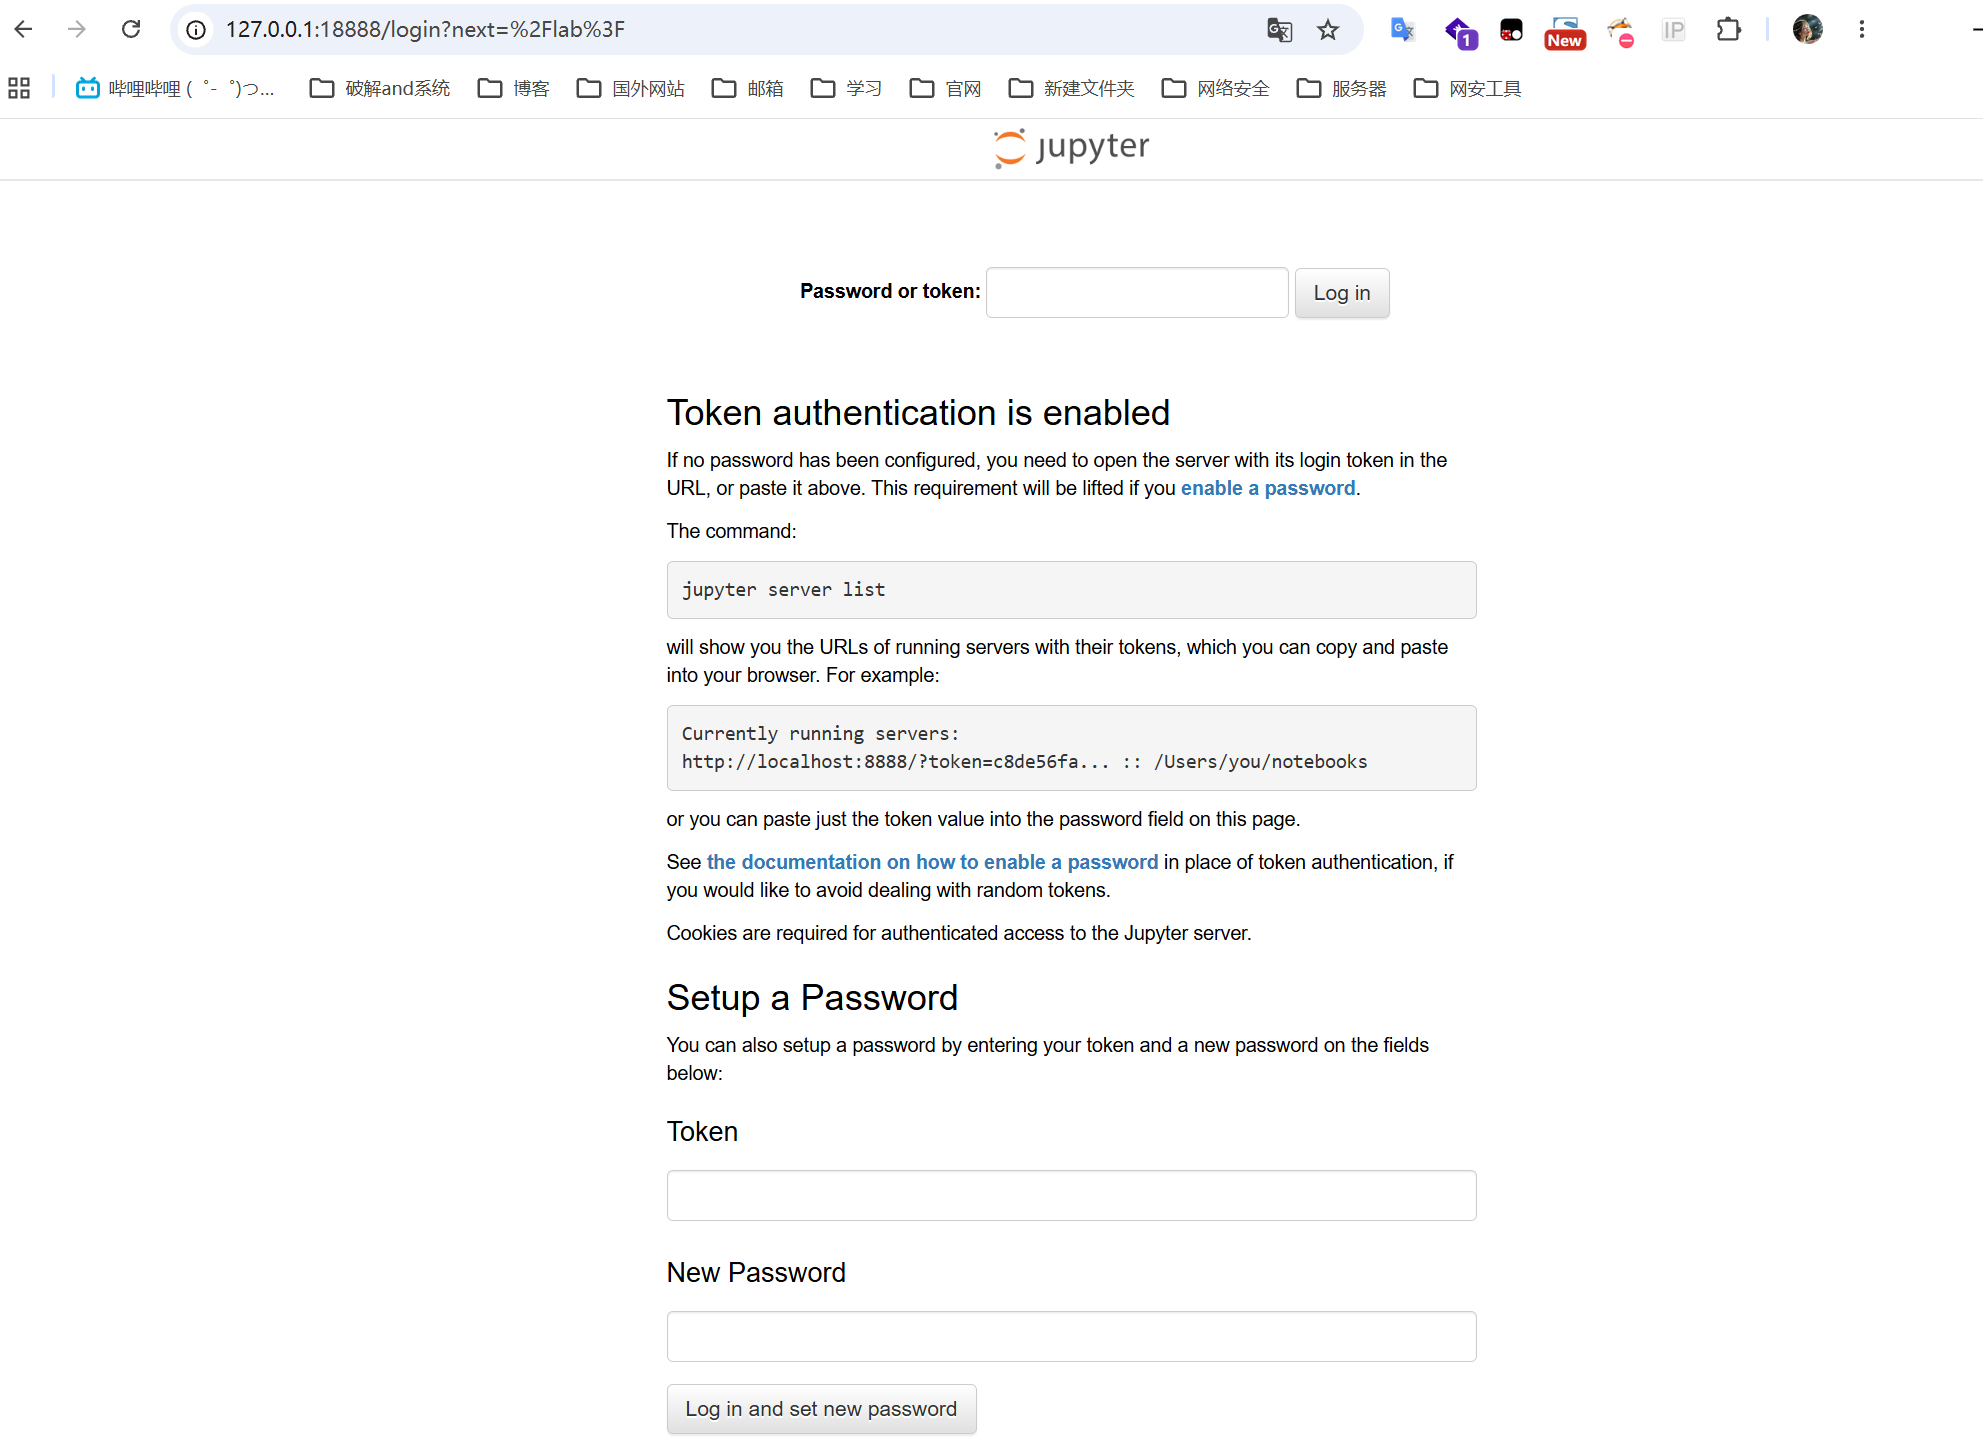 127.0.0.1:18888/login?next=%2Flab%3F
1
New
IP
哔哩哔哩 (゜-゜)つ...
破解and系统
博客
国外网站
邮箱
学习
官网
新建文件夹
网络安全
服务器
网安工具
jupyter
Password or token:
Log in
Token authentication is enabled
If no password has been configured, you need to open the server with its login token in the
URL, or paste it above. This requirement will be lifted if you enable a password.
The command:
jupyter server list
will show you the URLs of running servers with their tokens, which you can copy and paste
into your browser. For example:
Currently running servers:
http://localhost:8888/?token=c8de56fa... :: /Users/you/notebooks
or you can paste just the token value into the password field on this page.
See the documentation on how to enable a password in place of token authentication, if
you would like to avoid dealing with random tokens.
Cookies are required for authenticated access to the Jupyter server.
Setup a Password
You can also setup a password by entering your token and a new password on the fields
below:
Token
New Password
Log in and set new password